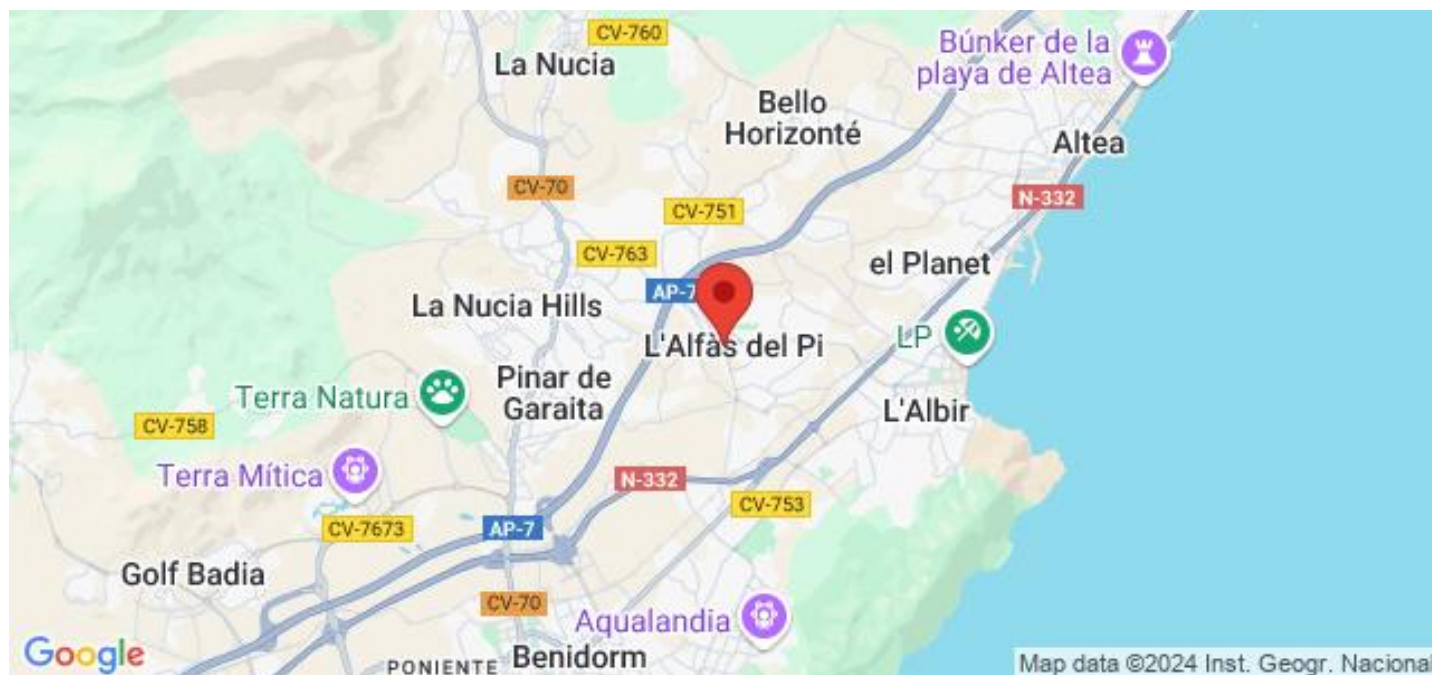 CV-760
La Nucia
Búnker de la
playa de Altea
Bello
Horizonté
Altea
CV-70
N-332
CV-751
CV-763
el Planet
AP-7
La Nucia Hills
L'Alfàs del Pi
LP
Pinar de
Garaita
Terra Natura
L'Albir
CV-758
Terra Mítica
N-332
CV-753
CV-7673
AP-7
Golf Badia
CV-70
Aqualandia
Google
PONIENTE
Benidorm
Map data ©2024 Inst. Geogr. Nacional